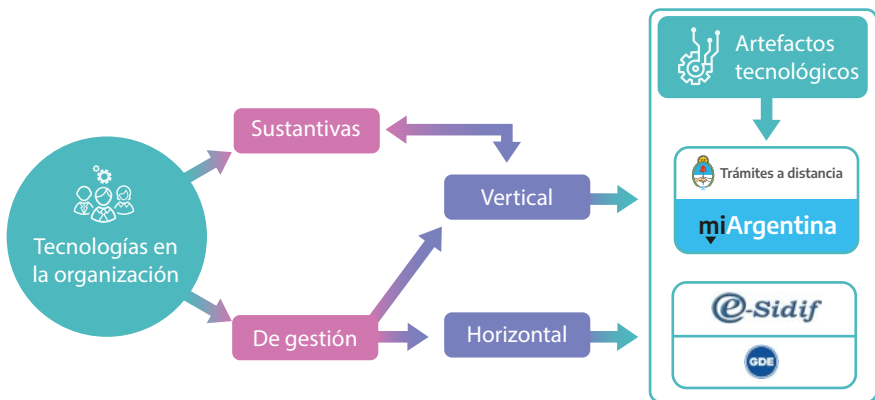 Tecnologías en
la organización
Sustantivas
De gestión
Vertical
Horizontal
Artefactos
tecnológicos
Trámites a distancia
miArgentina
e-Sidif
GDE